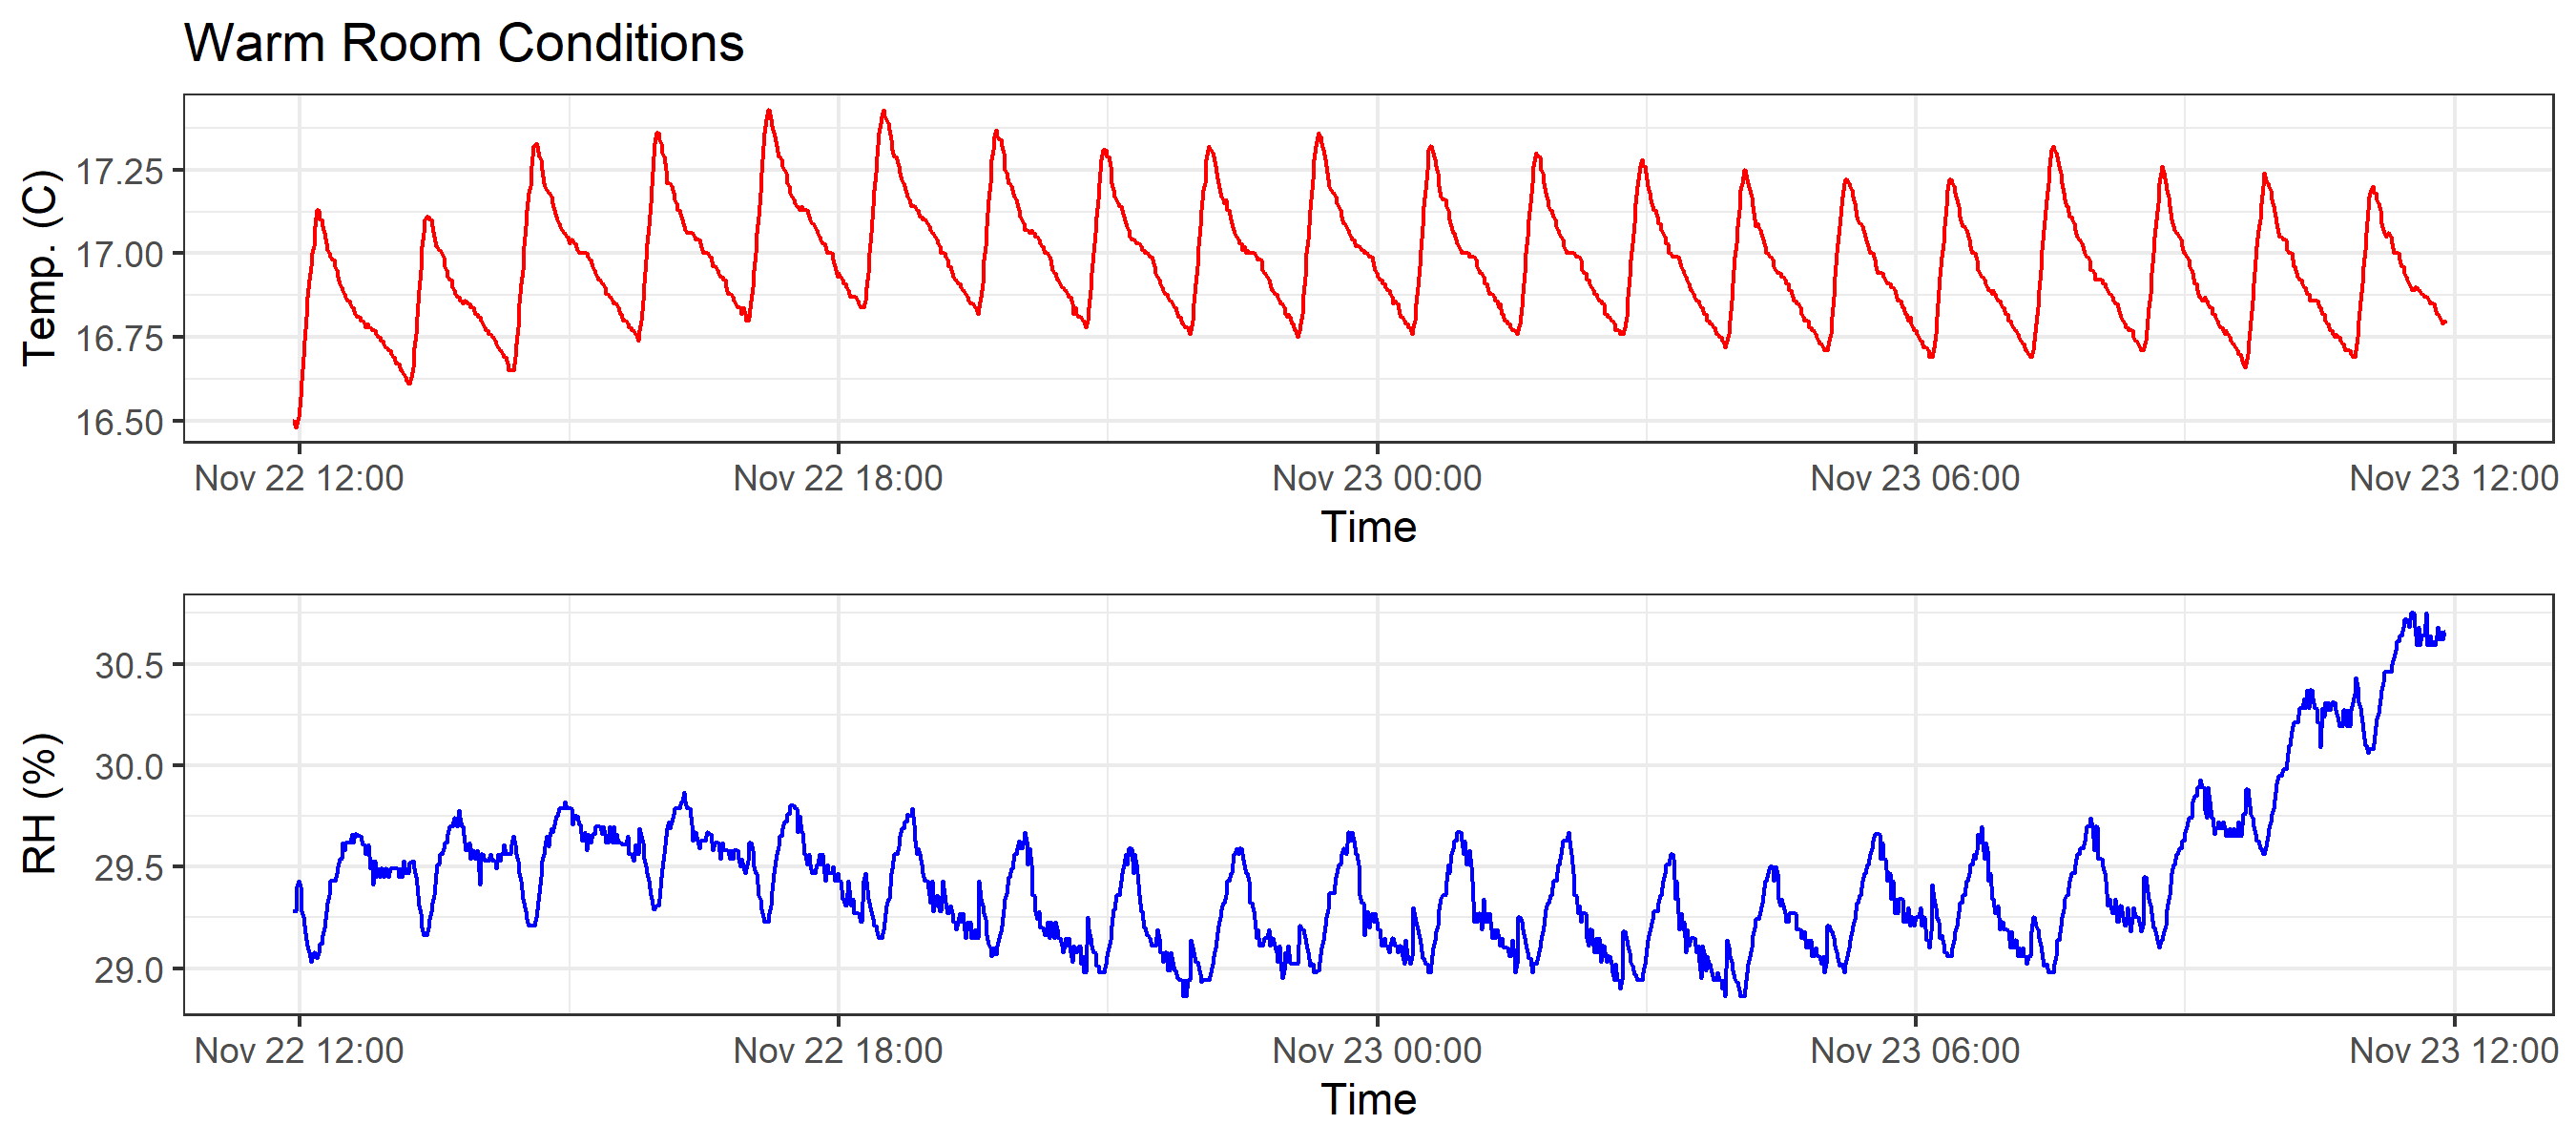 Warm Room Conditions
Temp. (C)
17.25
17.00
16.75
16.50
Nov 22 12:00 Nov 22 18:00 Nov 23 00:00 Nov 23 06:00 Nov 23 12:00
Time
RH (%)
30.5
30.0
29.5
29.0
Nov 22 12:00 Nov 22 18:00 Nov 23 00:00 Nov 23 06:00 Nov 23 12:00
Time